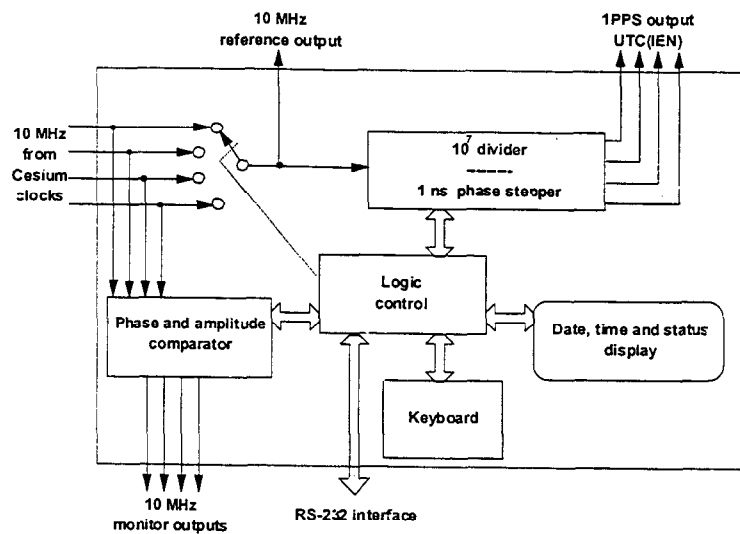 10 MHz
reference output
1PPS output
UTC(IEN)
10 MHz
from
Cesium
clocks
10⁷ divider
1 ns phase stepper
Logic
control
Phase and amplitude
comparator
Date, time and status
display
Keyboard
10 MHz
monitor outputs
RS-232 interface